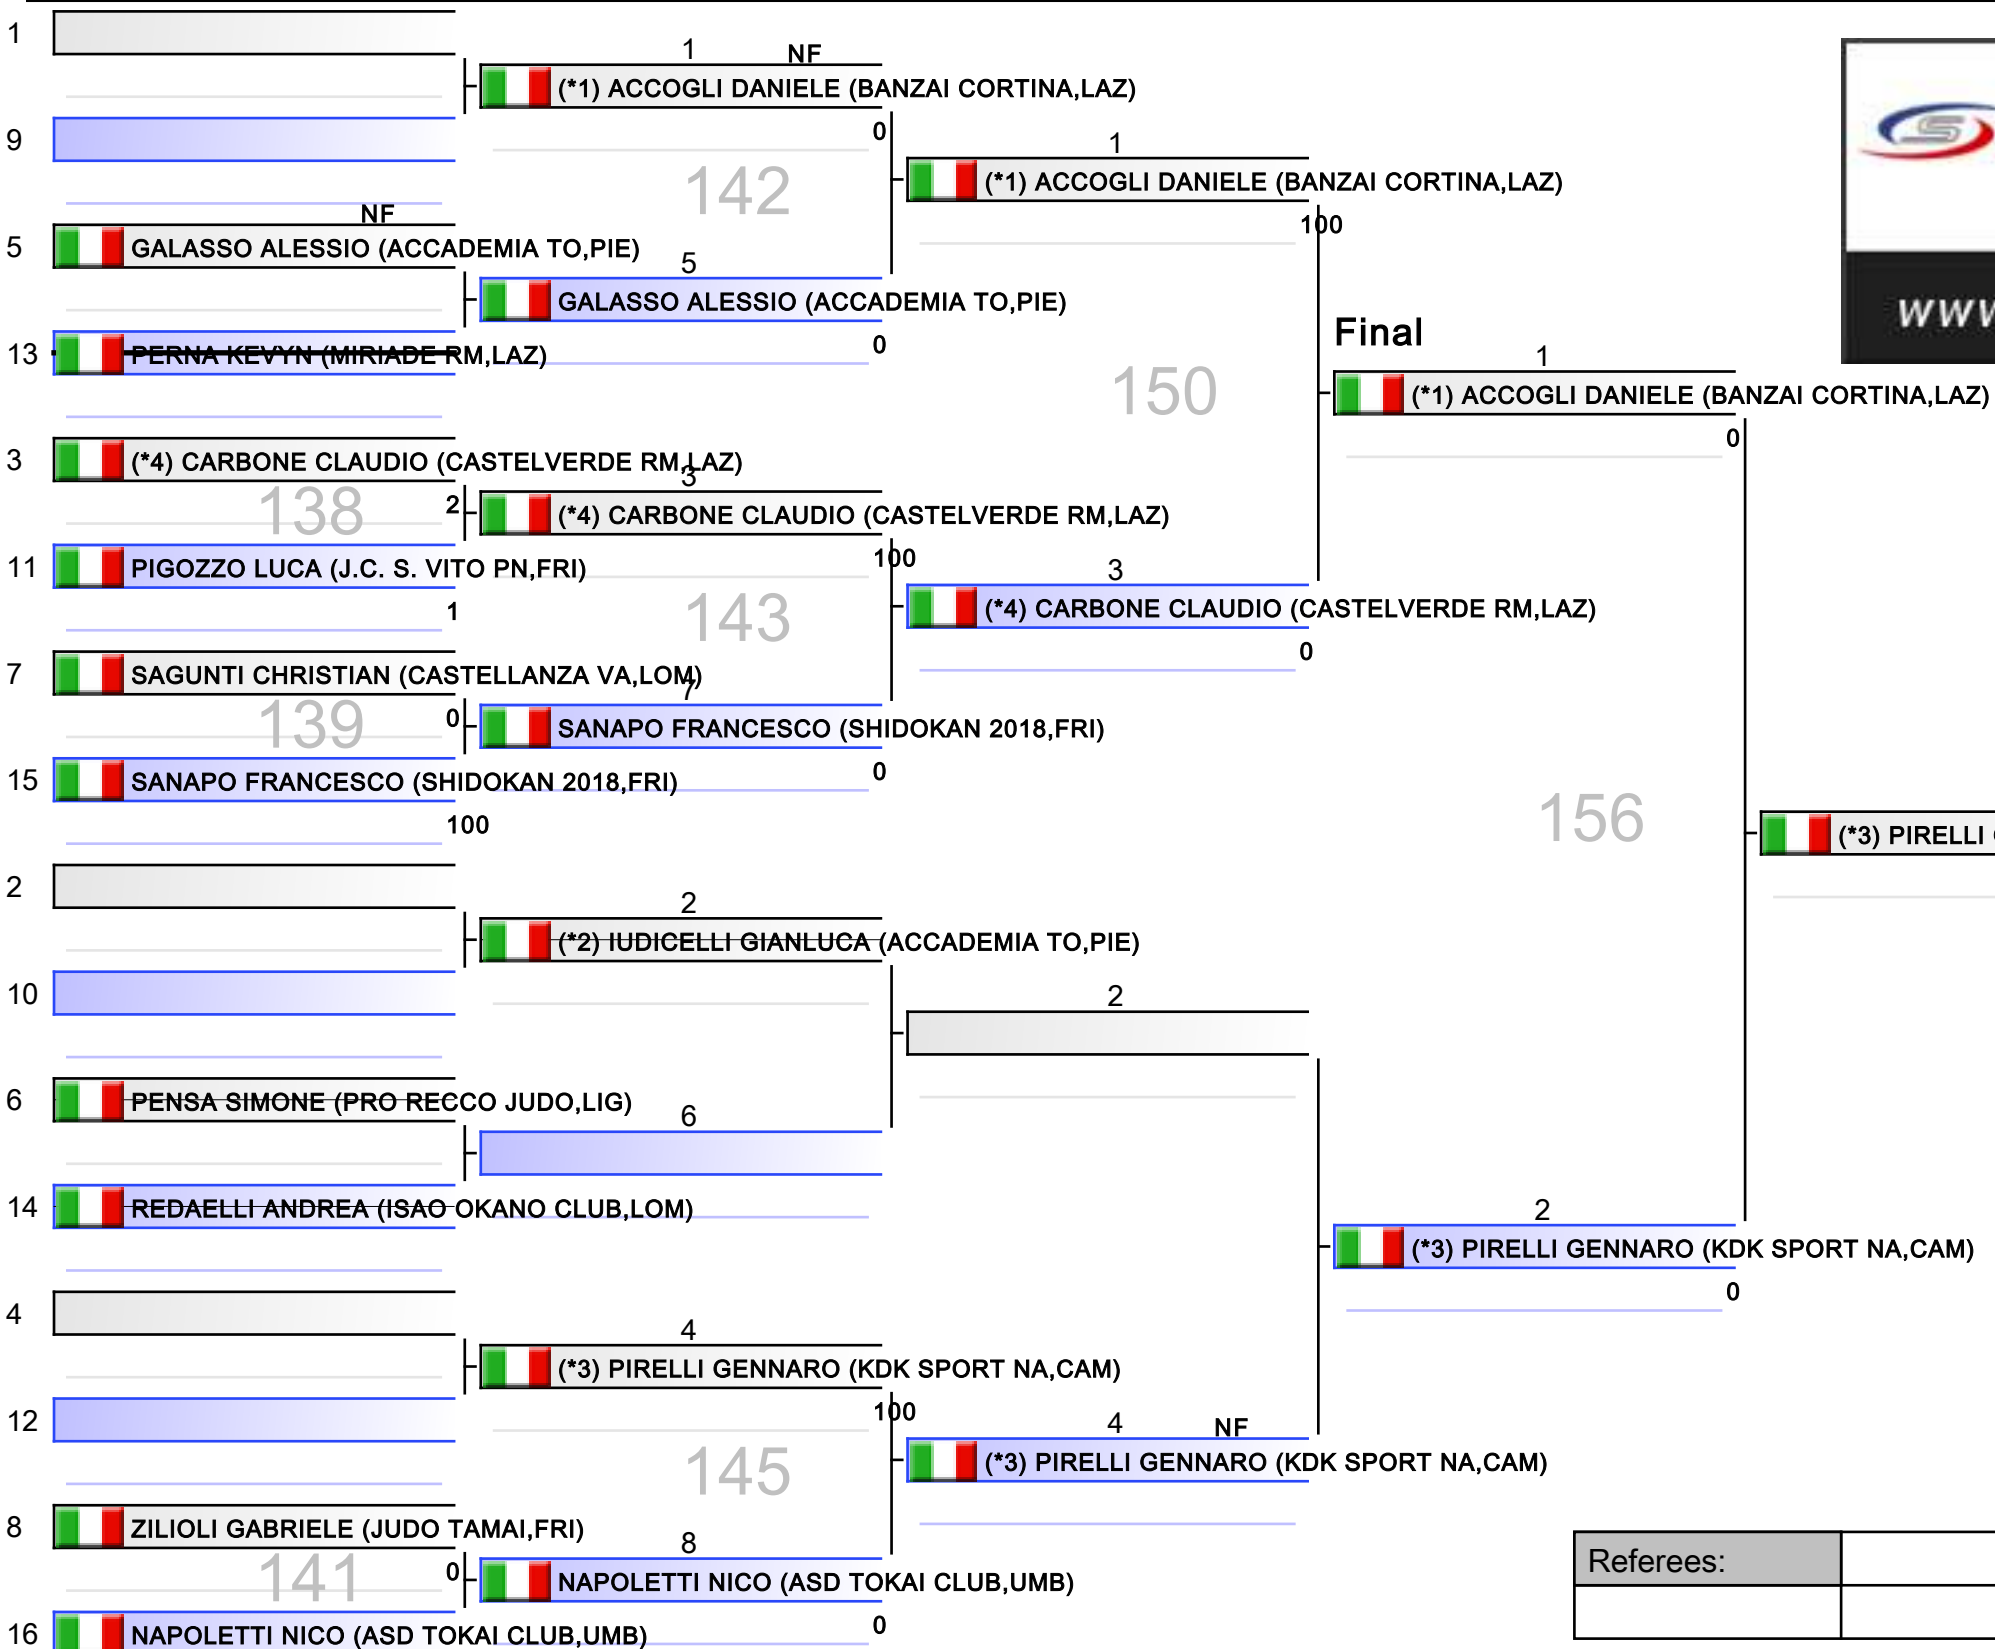 1
1
NF
(*1) ACCOGLI DANIELE (BANZAI CORTINA,LAZ)
0
9
1
142
(*1) ACCOGLI DANIELE (BANZAI CORTINA,LAZ)
NF
100
5
GALASSO ALESSIO (ACCADEMIA TO,PIE)
5
GALASSO ALESSIO (ACCADEMIA TO,PIE)
WWW
Final
0
13
PERNA KEVYN (MIRIADE RM,LAZ)
1
150
(*1) ACCOGLI DANIELE (BANZAI CORTINA,LAZ)
0
3
(*4) CARBONE CLAUDIO (CASTELVERDE RM,LAZ)
3
138
2
(*4) CARBONE CLAUDIO (CASTELVERDE RM,LAZ)
100
11
PIGOZZO LUCA (J.C. S. VITO PN,FRI)
3
1
143
(*4) CARBONE CLAUDIO (CASTELVERDE RM,LAZ)
0
7
SAGUNTI CHRISTIAN (CASTELLANZA VA,LOM)
7
139
0
SANAPO FRANCESCO (SHIDOKAN 2018,FRI)
0
15
SANAPO FRANCESCO (SHIDOKAN 2018,FRI)
100
156
(*3) PIRELLI
2
2
(*2) IUDICELLI GIANLUCA (ACCADEMIA TO,PIE)
10
2
6
PENSA SIMONE (PRO RECCO JUDO,LIG)
6
14
REDAELLI ANDREA (ISAO OKANO CLUB,LOM)
2
(*3) PIRELLI GENNARO (KDK SPORT NA,CAM)
0
4
4
(*3) PIRELLI GENNARO (KDK SPORT NA,CAM)
100
12
4
NF
145
(*3) PIRELLI GENNARO (KDK SPORT NA,CAM)
8
ZILIOLI GABRIELE (JUDO TAMAI,FRI)
8
141
0
NAPOLETTI NICO (ASD TOKAI CLUB,UMB)
0
Referees:
16
NAPOLETTI NICO (ASD TOKAI CLUB,UMB)